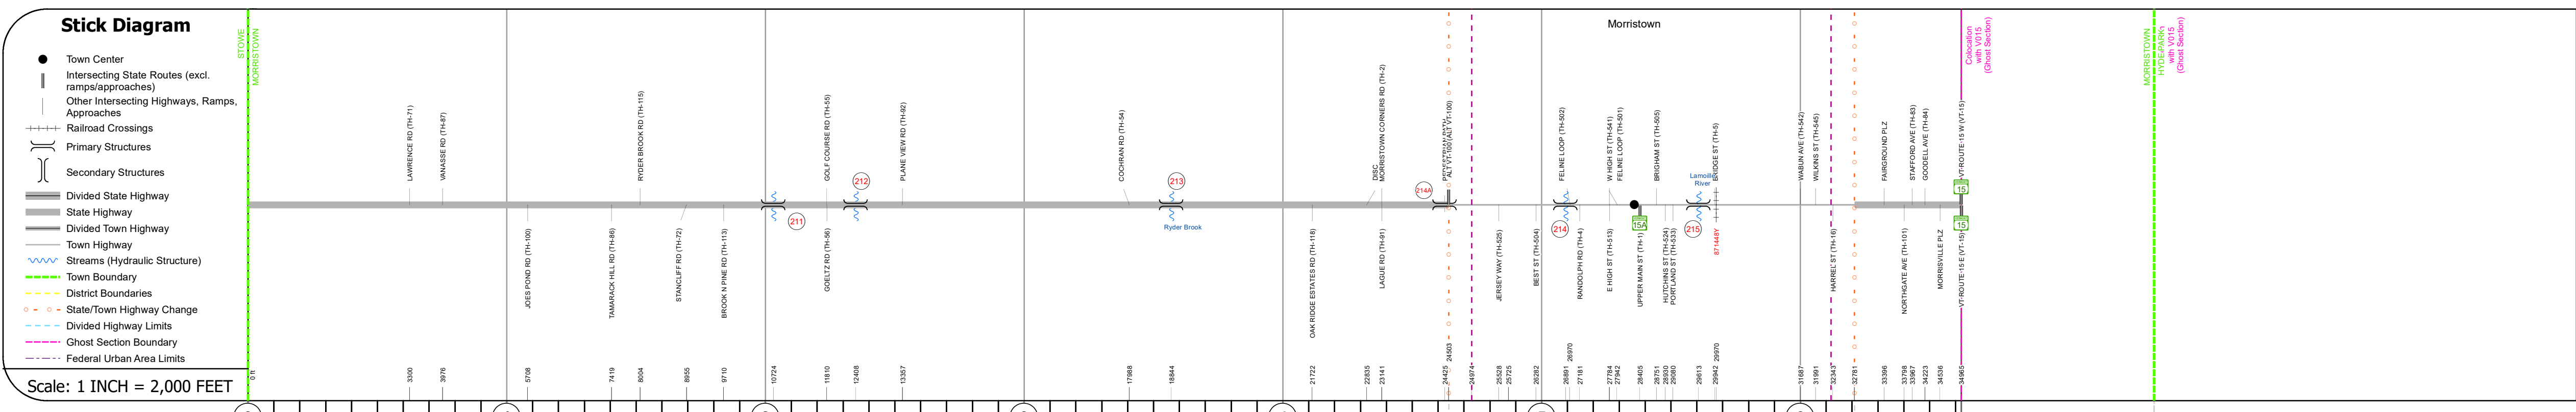 Stick Diagram
Town Center
Intersecting State Routes (excl.
ramps/approaches)
Other Intersecting Highways, Ramps,
Approaches
Railroad Crossings
Primary Structures
Secondary Structures
Divided State Highway
State Highway
Divided Town Highway
Town Highway
Streams (Hydraulic Structure)
Town Boundary
District Boundaries
State/Town Highway Change
Divided Highway Limits
Ghost Section Boundary
Federal Urban Area Limits
Scale: 1 INCH = 2,000 FEET
STOWE
MORRISTOWN
Morristown
Colocation
with V015
(Ghost Section)
MORRISTOWN
HYDE PARK
with V015
(Ghost Section)
LAWRENCE RD (TH-71)
VANASSE RD (TH-87)
RYDER BROOK RD (TH-115)
GOLF COURSE RD (TH-55)
PLANE VIEW RD (TH-92)
COCHRAN RD (TH-54)
DISC
MORRISTOWN CORNERS RD (TH-2)
ALT VT-100 (ALT VT-100)
FELINE LOOP (TH-502)
W HIGH ST (TH-541)
FELINE LOOP (TH-501)
BRIGHAM ST (TH-505)
BRIDGE ST (TH-5)
WABUN AVE (TH-542)
WILKINS ST (TH-545)
FAIRGROUND PLZ
STAFFORD AVE (TH-83)
GOODELL AVE (TH-84)
VT-ROUTE-15 W (VT-15)
212
213
214A
Lamoille
River
15
211
Ryder Brook
214
15A
215
15
871448Y
JOES POND RD (TH-100)
TAMARACK HILL RD (TH-86)
STANCLIFF RD (TH-72)
BROOK N PINE RD (TH-113)
GOELTZ RD (TH-56)
OAK RIDGE ESTATES RD (TH-118)
LAGUE RD (TH-91)
JERSEY WAY (TH-525)
BEST ST (TH-504)
RANDOLPH RD (TH-4)
E HIGH ST (TH-513)
UPPER MAIN ST (TH-1)
HUTCHINS ST (TH-524)
PORTLAND ST (TH-533)
HARREL ST (TH-16)
NORTHGATE AVE (TH-101)
MORRISVILLE PLZ
VT-ROUTE-15 E (VT-15)
0 ft
3300
3976
5708
7419
8004
8955
9710
10724
11810
12408
13357
17988
18844
21722
22835
23141
24425
24503
24974
25528
25725
26282
26891
26970
27181
27784
27942
28405
28751
28930
29080
29613
29942
29970
31687
31991
32343
32781
33396
33798
33967
34223
34536
34965